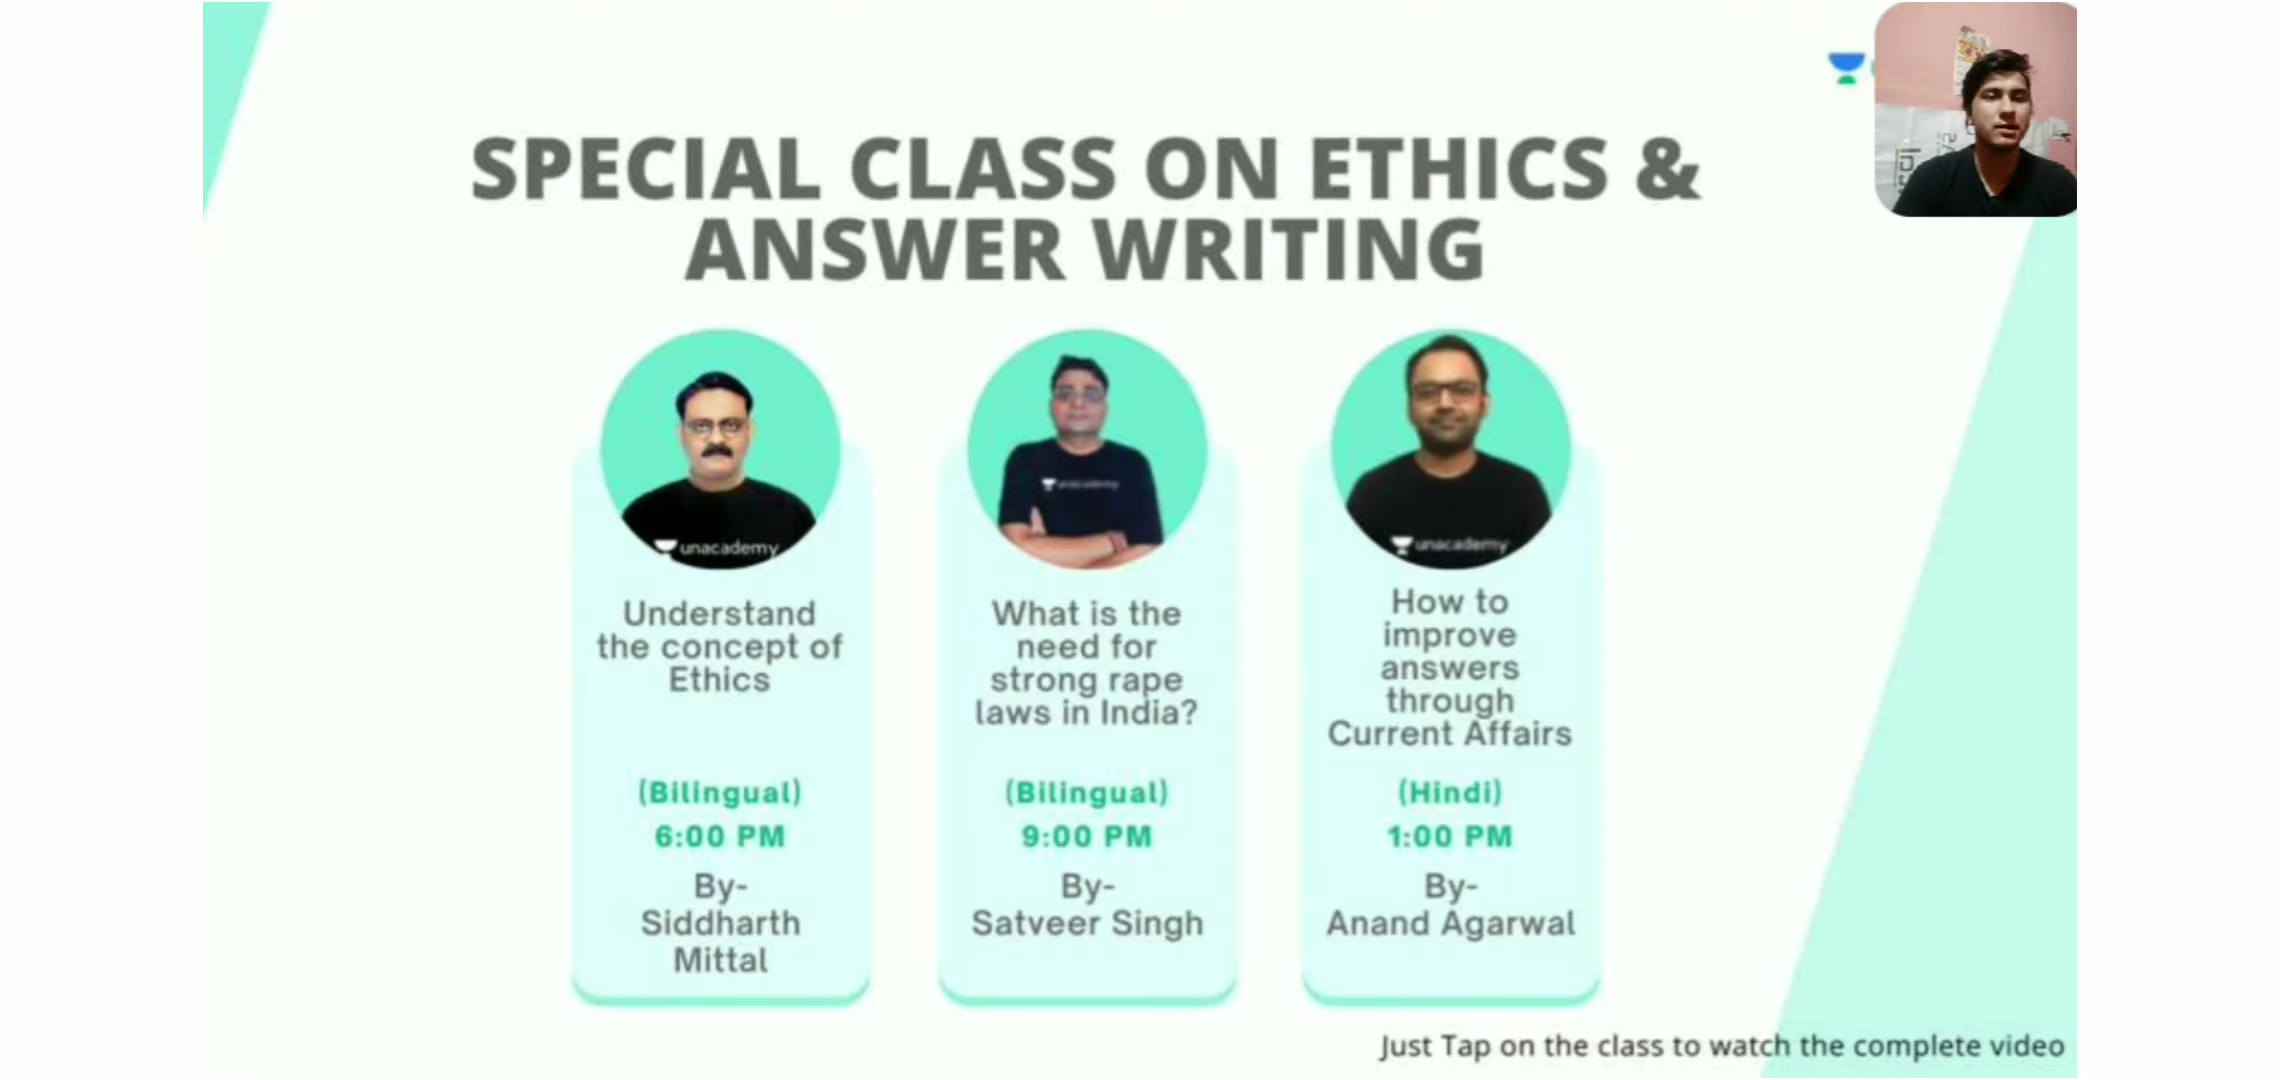 SPECIAL CLASS ON ETHICS &
ANSWER WRITING
unacademy
Understand
the concept of
Ethics
(Bilingual)
6:00 PM
By-
Siddharth
Mittal
unacademy
What is the
need for
strong rape
laws in India?
(Bilingual)
9:00 PM
By-
Satveer Singh
unacademy
How to
improve
answers
through
Current Affairs
(Hindi)
1:00 PM
By-
Anand Agarwal
Just Tap on the class to watch the complete video